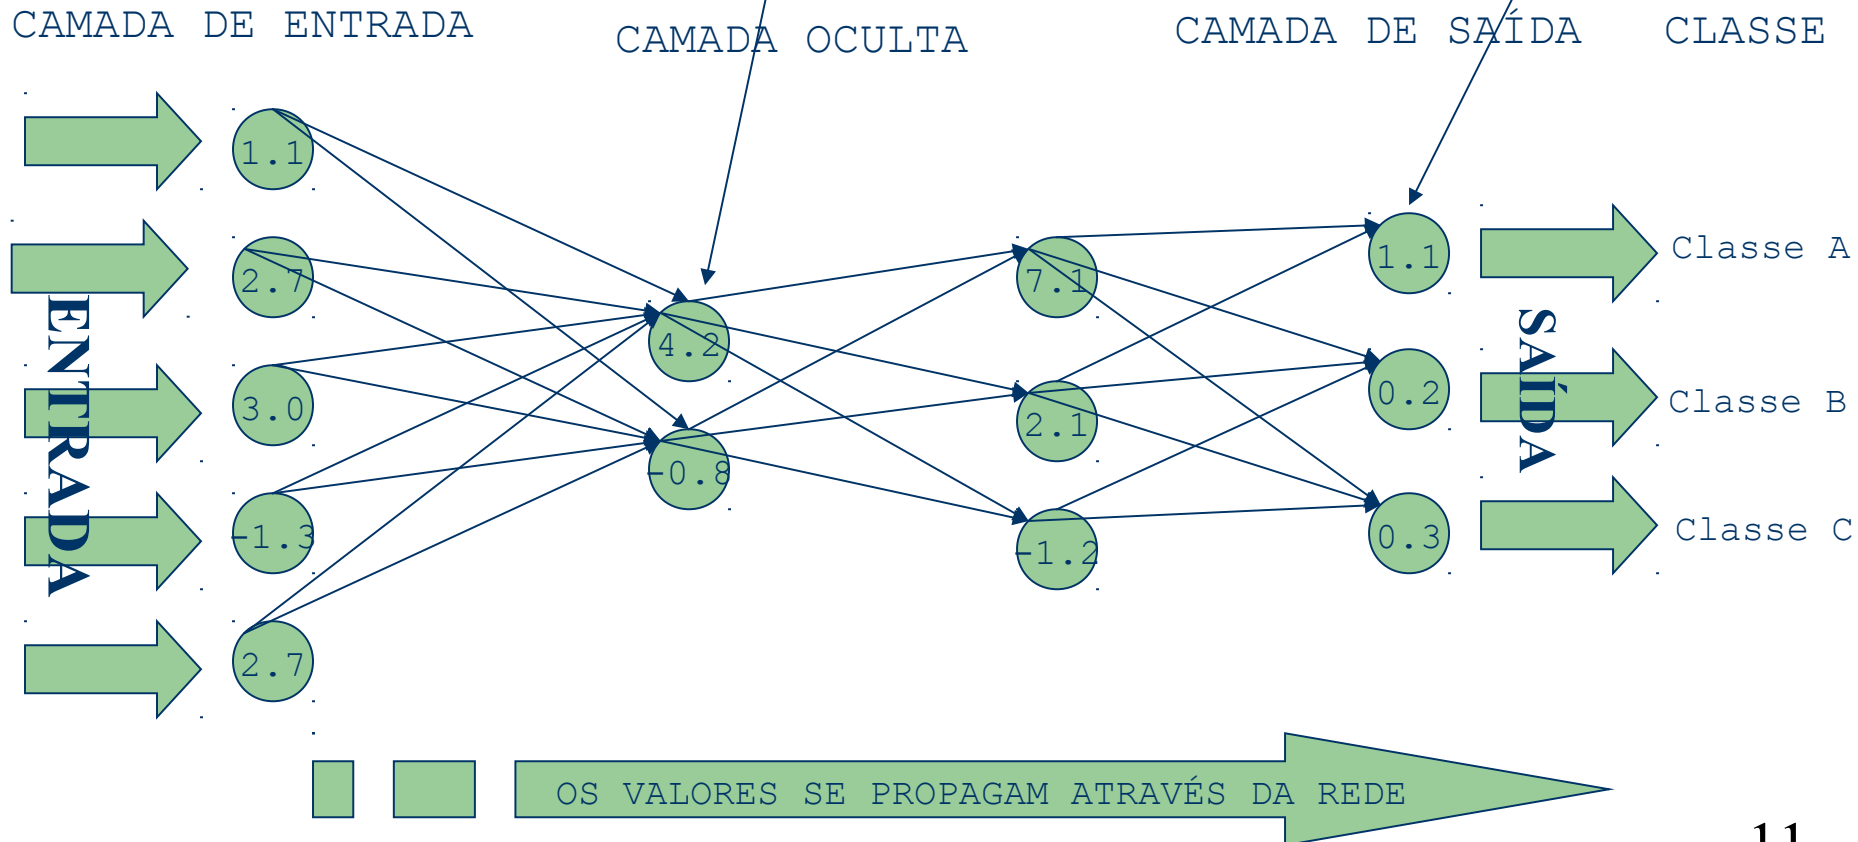 CAMADA DE ENTRADA
CAMADA OCULTA
CAMADA DE SAÍDA
CLASSE
1.1
2.7
3.0
-1.3
2.7
4.2
-0.8
7.1
2.1
-1.2
1.1
0.2
0.3
Classe A
Classe B
Classe C
ENTRADA
SAÍDA
OS VALORES SE PROPAGAM ATRAVÉS DA REDE
11